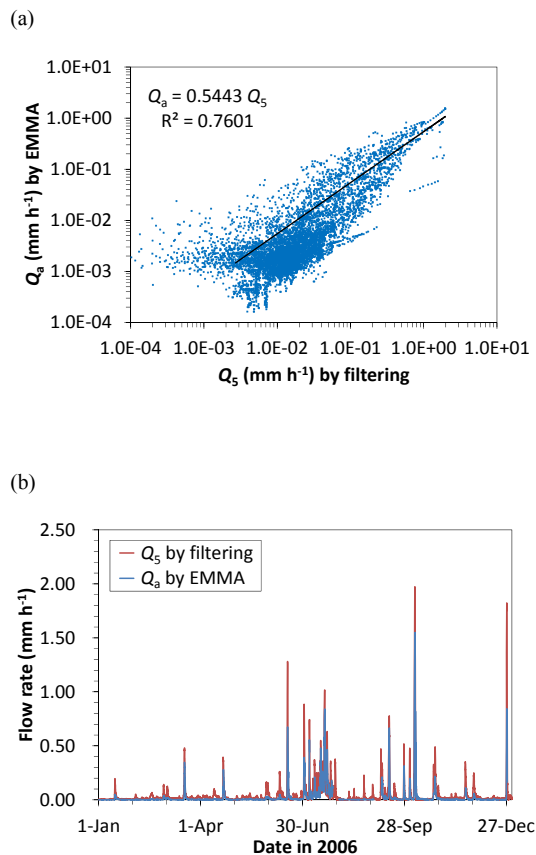 (a)
1.0E+01
1.0E+00
1.0E-01
1.0E-02
1.0E-03
1.0E-04
Qa (mm h-1) by EMMA
Qa = 0.5443 Q5
R² = 0.7601
1.0E-04 1.0E-03 1.0E-02 1.0E-01 1.0E+00 1.0E+01
Q5 (mm h-1) by filtering
(b)
2.50
2.00
1.50
1.00
0.50
0.00
Flow rate (mm h-1)
Q5 by filtering
Qa by EMMA
1-Jan 1-Apr 30-Jun 28-Sep 27-Dec
Date in 2006